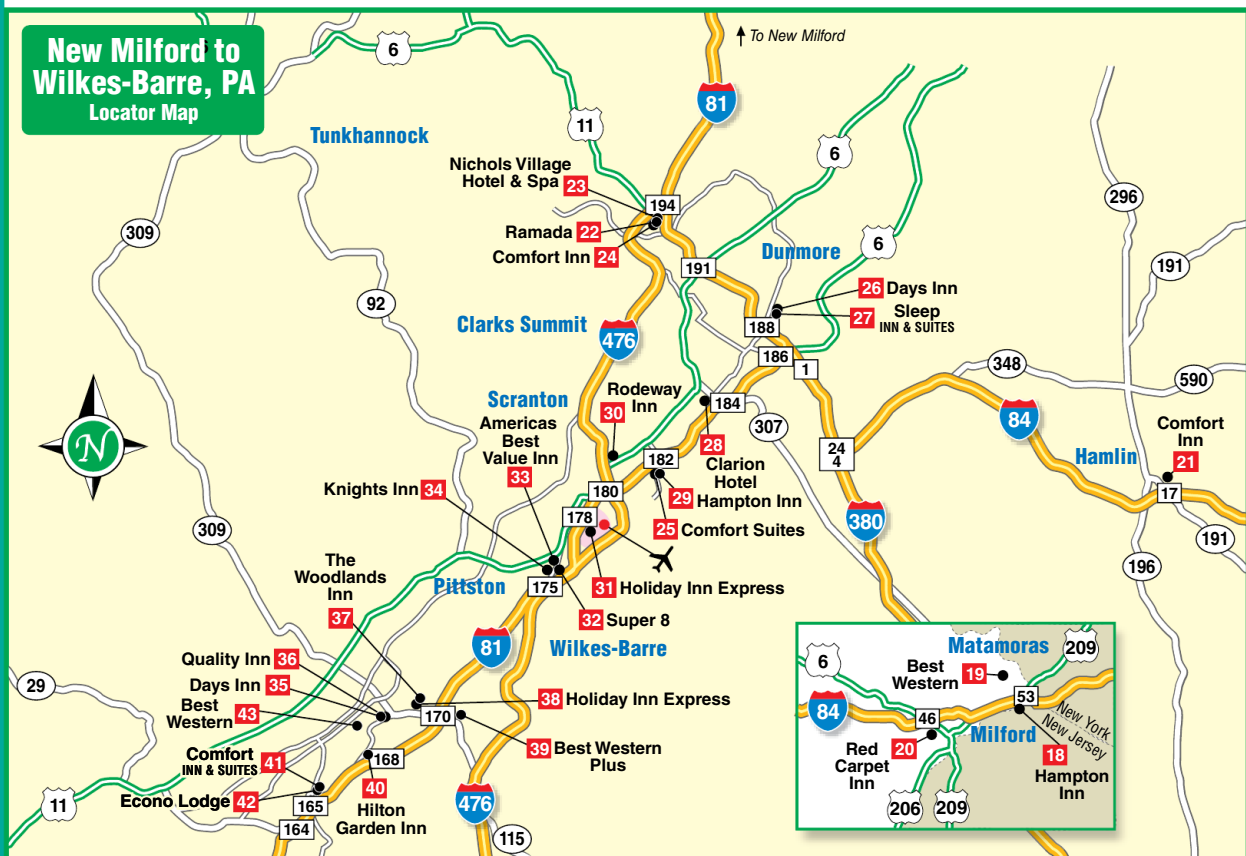 New Milford to
Wilkes-Barre, PA
Locator Map
6
6
To New Milford
81
11
Tunkhannock
6
Nichols Village
Hotel & Spa 23
194
296
309
Ramada 22
Comfort Inn 24
Dunmore
6
191
191
92
26 Days Inn
27 Sleep
INN & SUITES
Clarks Summit
476
188
186
1
348
590
Scranton
Rodeway
Inn
30
184
307
84
Americas
Best
Value Inn
33
28
Clarion
Hotel
24
4
Comfort
Inn
21
Hamlin
17
182
Knights Inn 34
180
29 Hampton Inn
178
25 Comfort Suites
380
309
191
The
Woodlands
Inn
37
Pittston
175
31 Holiday Inn Express
196
32 Super 8
81
Wilkes-Barre
Quality Inn 36
29
Days Inn 35
Best
Western 43
38 Holiday Inn Express
170
39 Best Western
Plus
168
Comfort
INN & SUITES 41
40
Hilton
Garden Inn
Econo Lodge 42
11
165
164
476
115
N
Matamoras
209
6
Best
Western 19
53
84
46
New York
New Jersey
Milford
20
Red
Carpet
Inn
18
Hampton
Inn
206
209